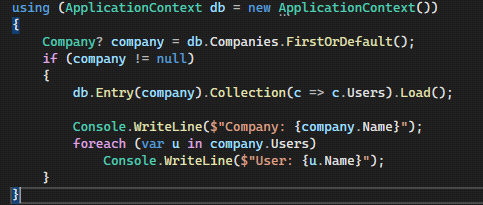 using (ApplicationContext db = new ApplicationContext())
{
    Company? company = db.Companies.FirstOrDefault();
    if (company != null)
    {
        db.Entry(company).Collection(c => c.Users).Load();

        Console.WriteLine($"Company: {company.Name}");
        foreach (var u in company.Users)
            Console.WriteLine($"User: {u.Name}");
    }
}